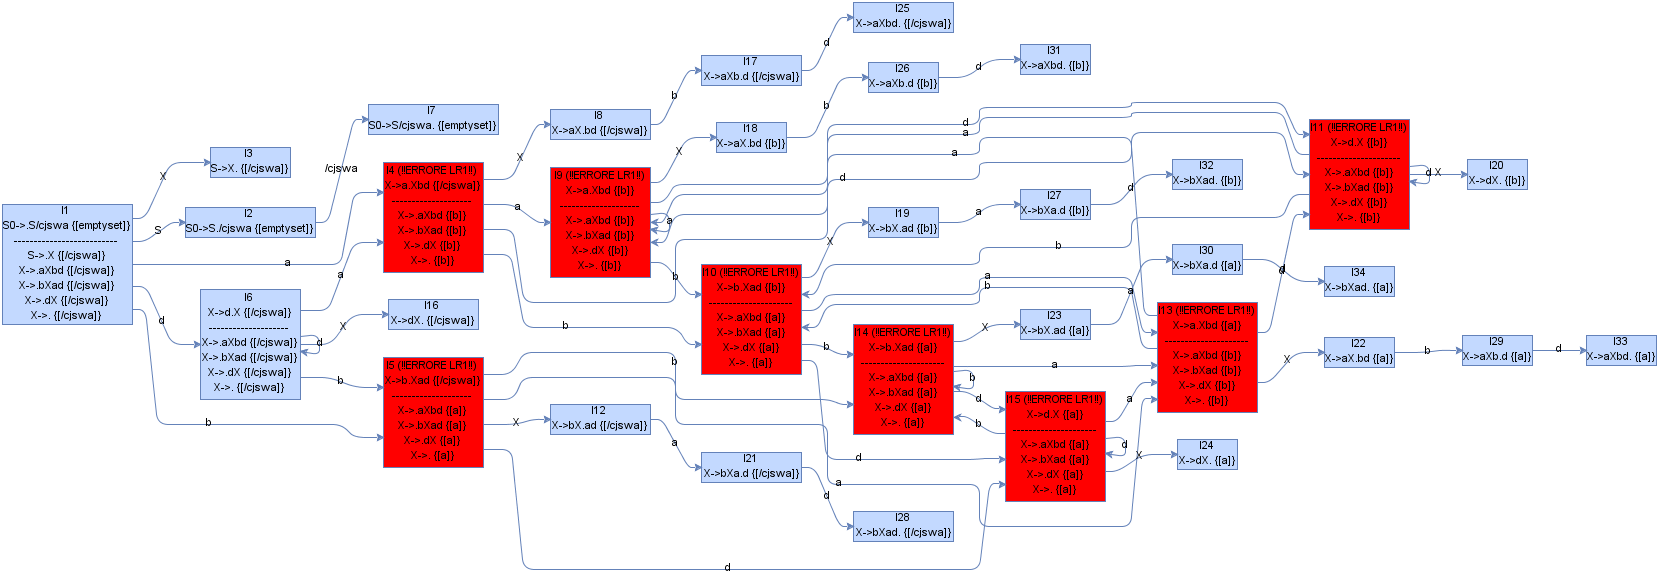 I1
S0->.S/cjswa {[emptyset]}
--------------------------
S->.X {[/cjswa]}
X->.aXbd {[/cjswa]}
X->.bXad {[/cjswa]}
X->.dX {[/cjswa]}
X->. {[/cjswa]}
X
S
a
d
b
I3
S->X. {[/cjswa]}
I2
S0->S./cjswa {[emptyset]}
/cjswa
I7
S0->S/cjswa. {[emptyset]}
I6
X->d.X {[/cjswa]}
--------------------
X->.aXbd {[/cjswa]}
X->.bXad {[/cjswa]}
X->.dX {[/cjswa]}
X->. {[/cjswa]}
a
X
d
b
I16
X->dX. {[/cjswa]}
I4 (!!ERRORE LR1!!)
X->a.Xbd {[/cjswa]}
--------------------
X->.aXbd {[b]}
X->.bXad {[b]}
X->.dX {[b]}
X->. {[b]}
X
a
d
b
I5 (!!ERRORE LR1!!)
X->b.Xad {[/cjswa]}
--------------------
X->.aXbd {[a]}
X->.bXad {[a]}
X->.dX {[a]}
X->. {[a]}
b
a
X
d
I8
X->aX.bd {[/cjswa]}
b
I17
X->aXb.d {[/cjswa]}
d
I25
X->aXbd. {[/cjswa]}
I9 (!!ERRORE LR1!!)
X->a.Xbd {[b]}
--------------------
X->.aXbd {[b]}
X->.bXad {[b]}
X->.dX {[b]}
X->. {[b]}
X
a
d
b
I18
X->aX.bd {[b]}
b
I26
X->aXb.d {[b]}
d
I31
X->aXbd. {[b]}
I12
X->bX.ad {[/cjswa]}
a
I21
X->bXa.d {[/cjswa]}
d
I28
X->bXad. {[/cjswa]}
I10 (!!ERRORE LR1!!)
X->b.Xad {[b]}
--------------------
X->.aXbd {[a]}
X->.bXad {[a]}
X->.dX {[a]}
X->. {[a]}
X
a
b
d
I19
X->bX.ad {[b]}
a
I27
X->bXa.d {[b]}
d
I32
X->bXad. {[b]}
I14 (!!ERRORE LR1!!)
X->b.Xad {[a]}
--------------------
X->.aXbd {[a]}
X->.bXad {[a]}
X->.dX {[a]}
X->. {[a]}
X
a
b
d
I23
X->bX.ad {[a]}
a
I30
X->bXa.d {[a]}
d
I34
X->bXad. {[a]}
I15 (!!ERRORE LR1!!)
X->d.X {[a]}
--------------------
X->.aXbd {[a]}
X->.bXad {[a]}
X->.dX {[a]}
X->. {[a]}
b
a
d
X
I24
X->dX. {[a]}
I13 (!!ERRORE LR1!!)
X->a.Xbd {[a]}
--------------------
X->.aXbd {[b]}
X->.bXad {[b]}
X->.dX {[b]}
X->. {[b]}
a
b
d
X
I22
X->aX.bd {[a]}
b
I29
X->aXb.d {[a]}
d
I33
X->aXbd. {[a]}
I11 (!!ERRORE LR1!!)
X->d.X {[b]}
--------------------
X->.aXbd {[b]}
X->.bXad {[b]}
X->.dX {[b]}
X->. {[b]}
a
b
d
X
I20
X->dX. {[b]}